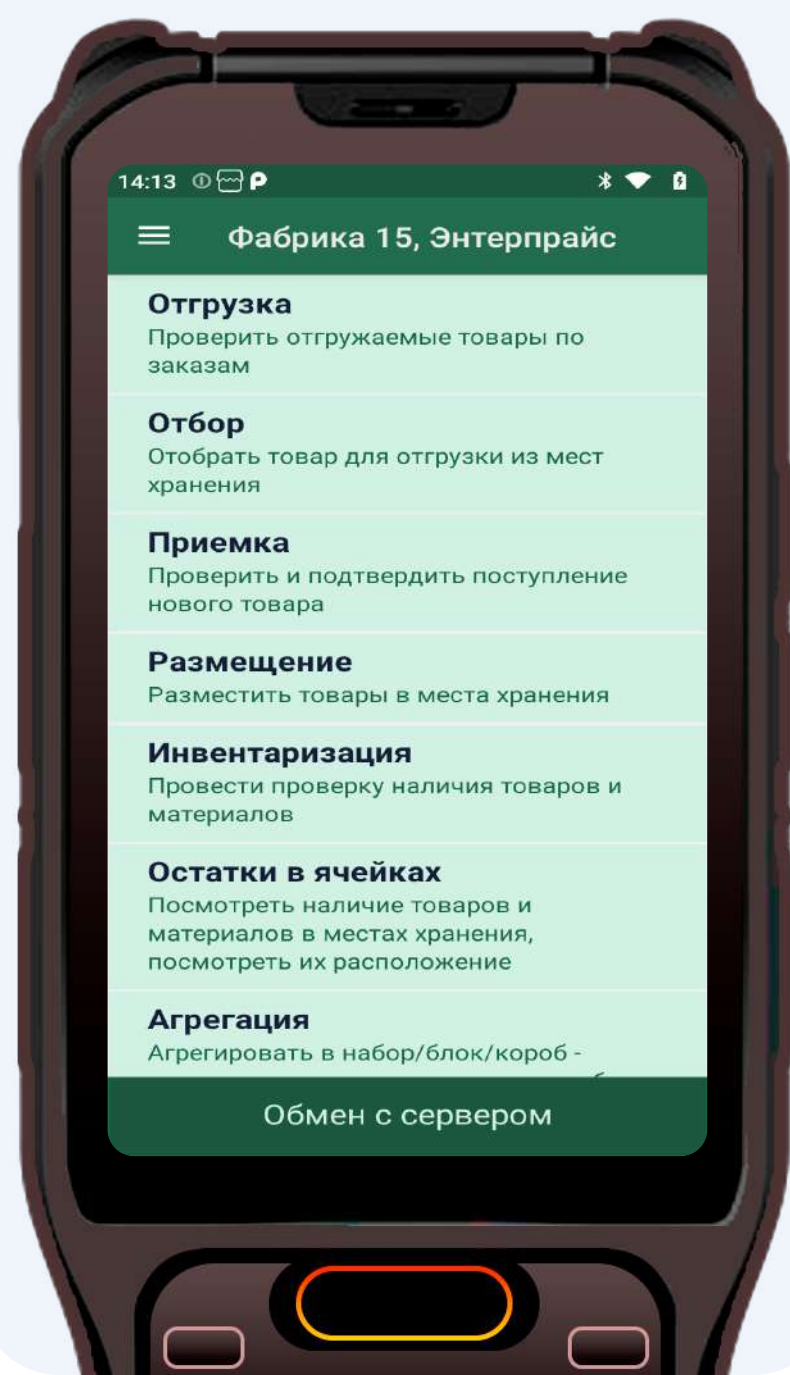 14:13
Фабрика 15, Энтерпрайс
Отгрузка
Проверить отгружаемые товары по
заказам
Отбор
Отобрать товар для отгрузки из мест
хранения
Приемка
Проверить и подтвердить поступление
нового товара
Размещение
Разместить товары в места хранения
Инвентаризация
Провести проверку наличия товаров и
материалов
Остатки в ячейках
Посмотреть наличие товаров и
материалов в местах хранения,
посмотреть их расположение
Агрегация
Агрегировать в набор/блок/короб -
Обмен с сервером